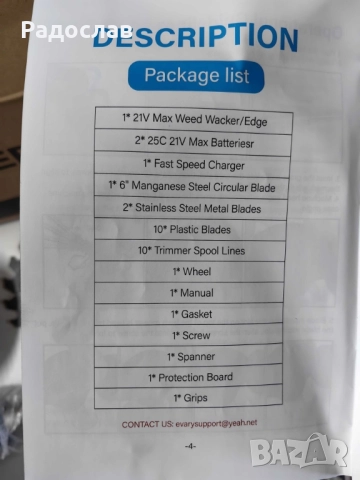 Радослав
DESCRIPTION
Package list
1* 21V Max Weed Wacker/Edge
2* 25C 21V Max Batteriesr
1* Fast Speed Charger
1* 6" Manganese Steel Circular Blade
2* Stainless Steel Metal Blades
10* Plastic Blades
10* Trimmer Spool Lines
1* Wheel
1* Manual
1* Gasket
1* Screw
1* Spanner
1* Protection Board
1* Grips
CONTACT US: evarysupport@yeah.net
-4-
BAZAR